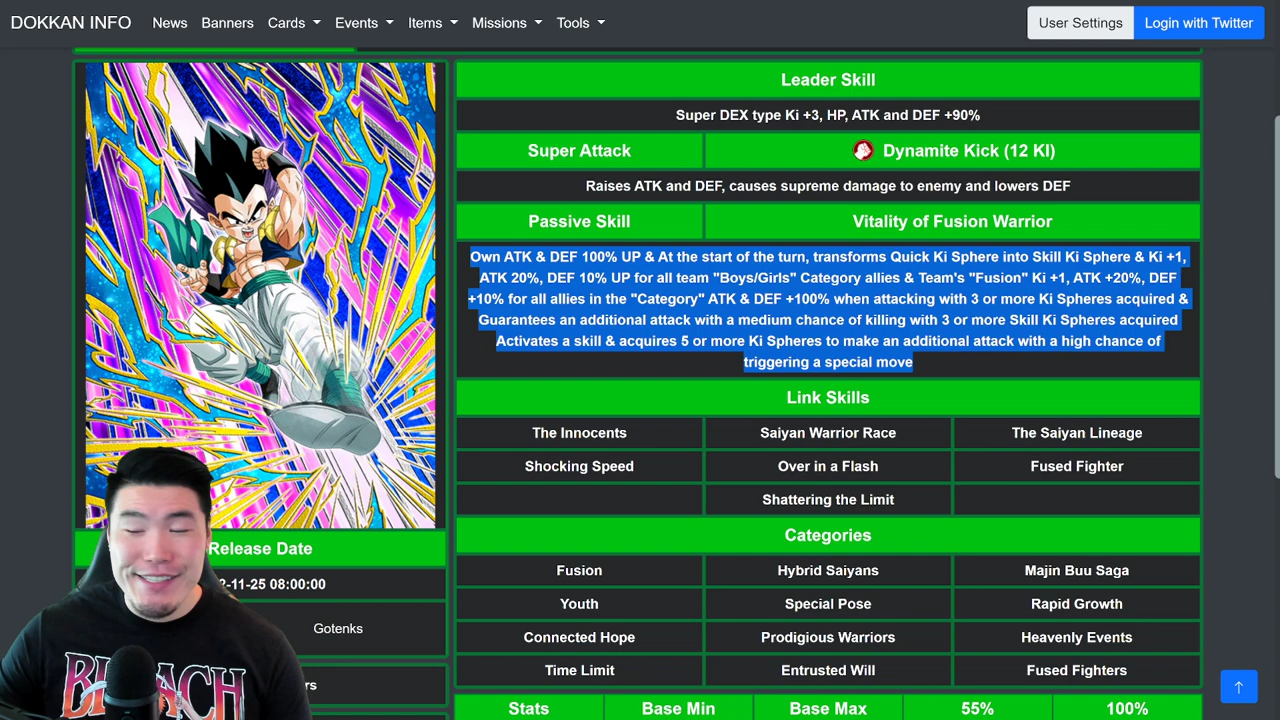 DOKKAN INFO News Banners Cards Events Items Missions Tools User Settings Login with Twitter
Leader Skill
Super DEX type Ki +3, HP, ATK and DEF +90%
Super Attack Dynamite Kick (12 KI)
Raises ATK and DEF, causes supreme damage to enemy and lowers DEF
Passive Skill Vitality of Fusion Warrior
Own ATK & DEF 100% UP & At the start of the turn, transforms Quick Ki Sphere into Skill Ki Sphere & Ki +1,
ATK 20%, DEF 10% UP for all team "Boys/Girls" Category allies & Team's "Fusion" Ki +1, ATK +20%, DEF
+10% for all allies in the "Category" ATK & DEF +100% when attacking with 3 or more Ki Spheres acquired &
Guarantees an additional attack with a medium chance of killing with 3 or more Skill Ki Spheres acquired
Activates a skill & acquires 5 or more Ki Spheres to make an additional attack with a high chance of
triggering a special move
Link Skills
The Innocents Saiyan Warrior Race The Saiyan Lineage
Shocking Speed Over in a Flash Fused Fighter
Shattering the Limit
Categories
Fusion Hybrid Saiyans Majin Buu Saga
Youth Special Pose Rapid Growth
Connected Hope Prodigious Warriors Heavenly Events
Time Limit Entrusted Will Fused Fighters
Stats Base Min Base Max 55% 100%
Release Date
-11-25 08:00:00
Gotenks
rs
BLEACH